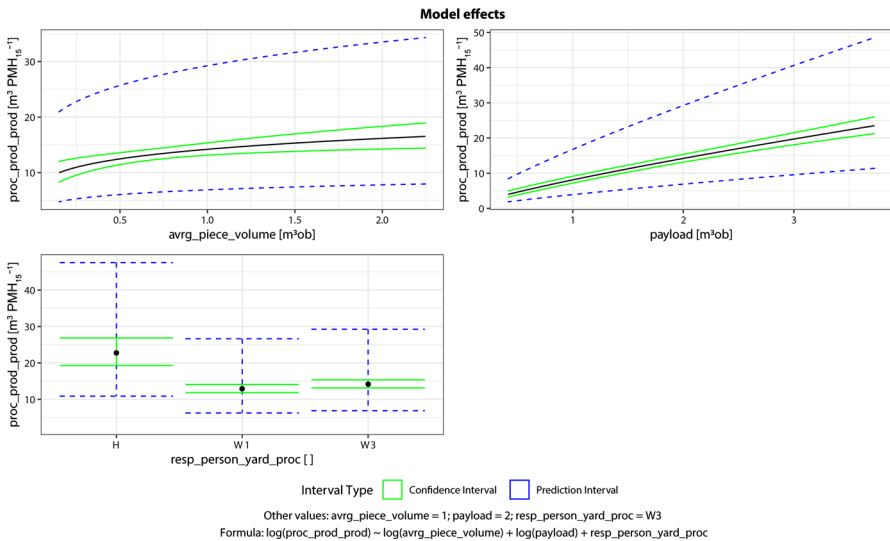 Model effects
proc_prod_prod [m³ PMH₁₅⁻¹]
30
20
10
0.5 1.0 1.5 2.0
avrg_piece_volume [m³ob]
proc_prod_prod [m³ PMH₁₅⁻¹]
50
40
30
20
10
0
1 2 3
payload [m³ob]
proc_prod_prod [m³ PMH₁₅⁻¹]
40
30
20
10
H W1 W3
resp_person_yard_proc [ ]
Interval Type Confidence Interval Prediction Interval
Other values: avrg_piece_volume = 1; payload = 2; resp_person_yard_proc = W3
Formula: log(proc_prod_prod) ~ log(avrg_piece_volume) + log(payload) + resp_person_yard_proc